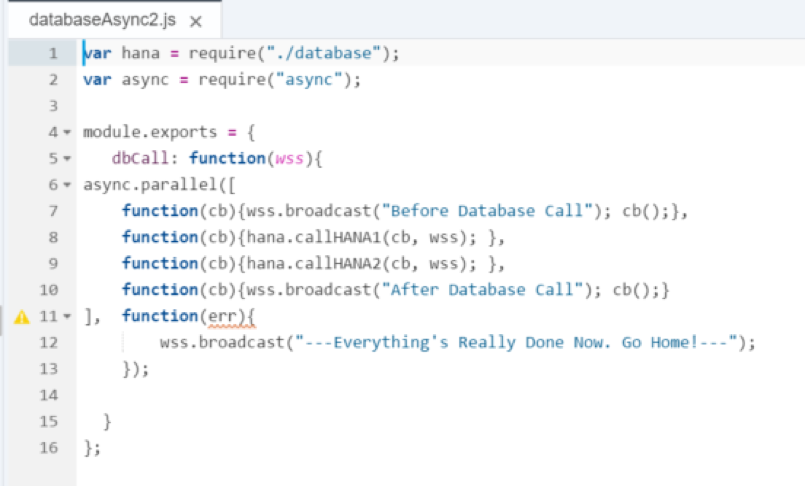 databaseAsync2.js ×
1 var hana = require("./database");
2 var async = require("async");
3
4 module.exports = {
5 dbCall: function(wss){
6 async.parallel([
7 function(cb){wss.broadcast("Before Database Call"); cb();},
8 function(cb){hana.callHANA1(cb, wss); },
9 function(cb){hana.callHANA2(cb, wss); },
10 function(cb){wss.broadcast("After Database Call"); cb();}
11 ], function(err){
12 wss.broadcast("---Everything's Really Done Now. Go Home!---");
13 });
14
15 }
16 };